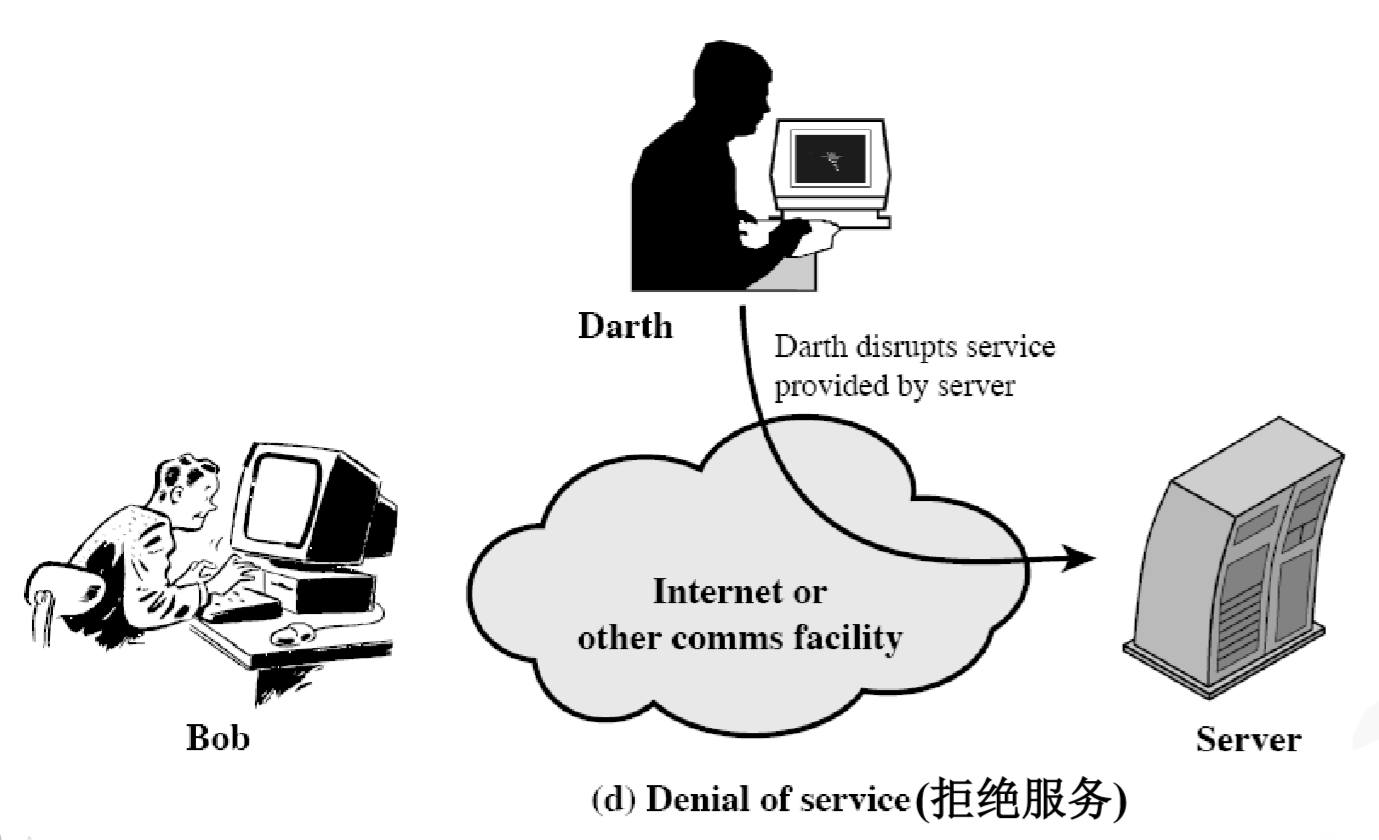 Darth
Darth disrupts service
provided by server
Internet or
other comms facility
Bob
Server
(d) Denial of service(拒绝服务)